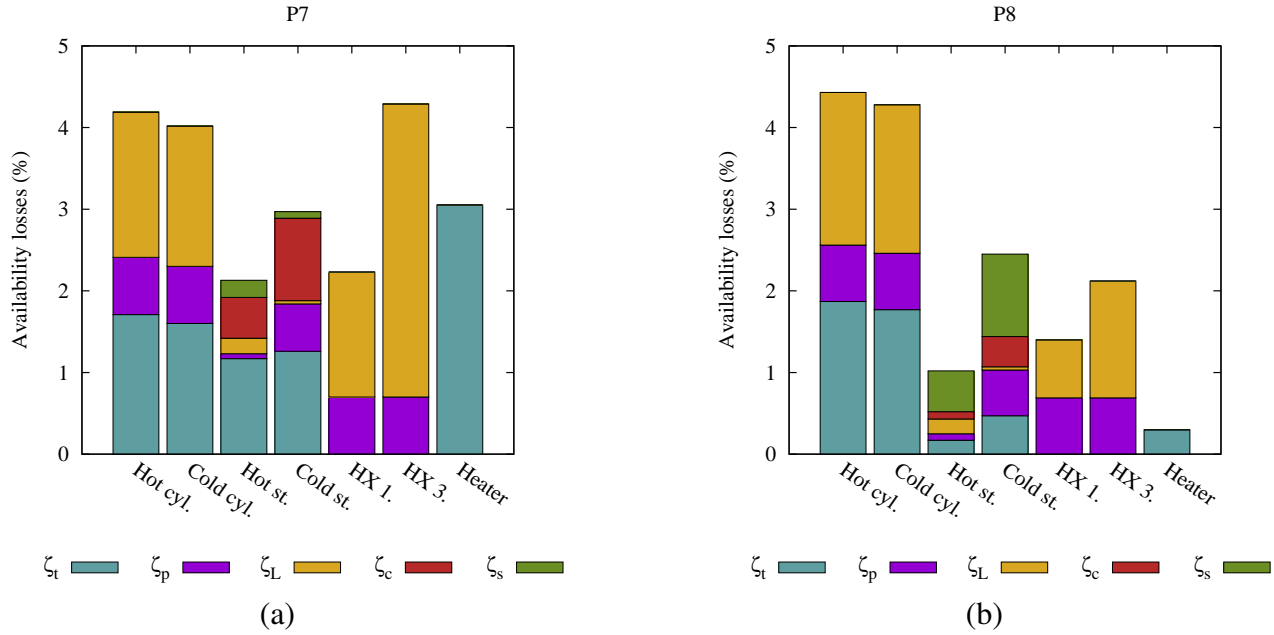 P7
5
4
3
2
1
0
Availability losses (%)
Hot cyl.
Cold cyl.
Hot st.
Cold st.
HX 1.
HX 3.
Heater
ζt ζp ζL ζc ζs
(a)
P8
5
4
3
2
1
0
Availability losses (%)
Hot cyl.
Cold cyl.
Hot st.
Cold st.
HX 1.
HX 3.
Heater
ζt ζp ζL ζc ζs
(b)